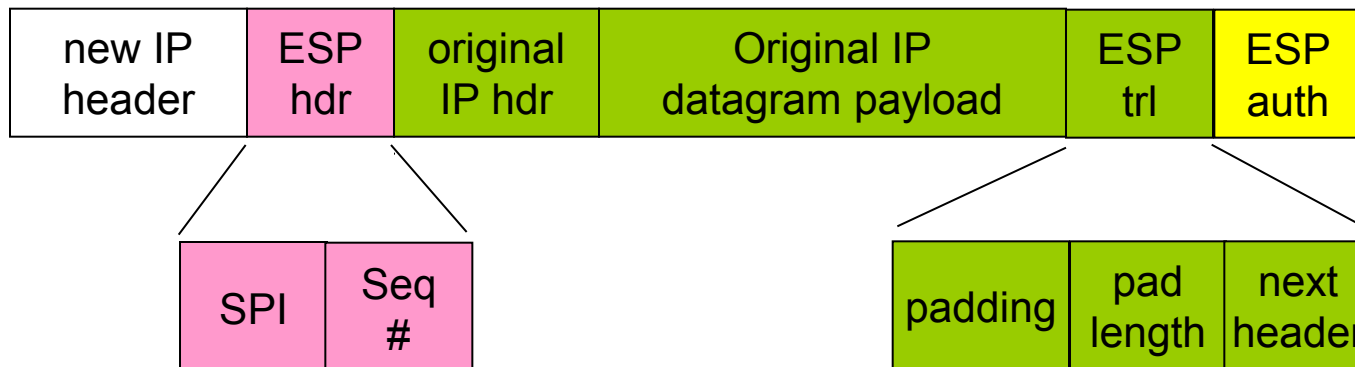 new IP
header
ESP
hdr
original
IP hdr
Original IP
datagram payload
ESP
trl
ESP
auth
SPI
Seq
#
padding
pad
length
next
header